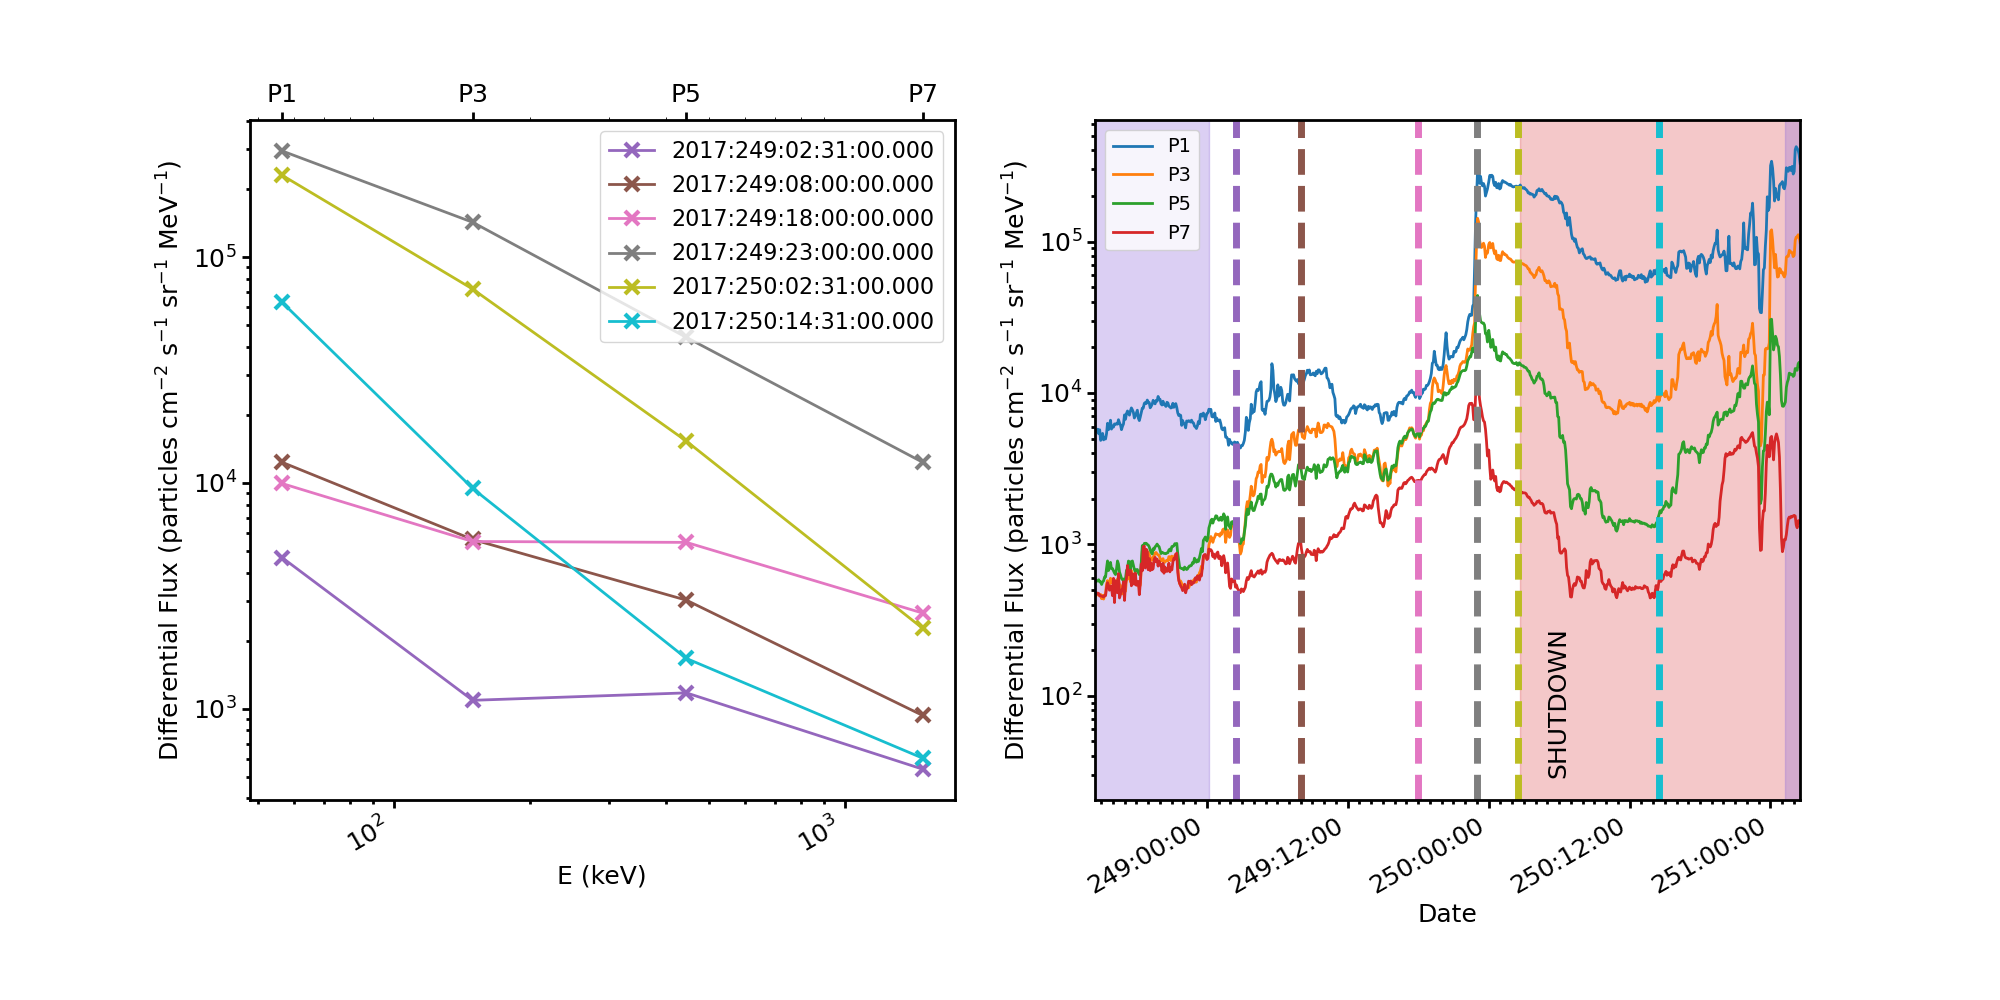 P1 P3 P5 P7
Differential Flux (particles cm⁻² s⁻¹ sr⁻¹ MeV⁻¹)
10⁵
10⁴
10³
2017:249:02:31:00.000
2017:249:08:00:00.000
2017:249:18:00:00.000
2017:249:23:00:00.000
2017:250:02:31:00.000
2017:250:14:31:00.000
10² 10³
E (keV)
Differential Flux (particles cm⁻² s⁻¹ sr⁻¹ MeV⁻¹)
10⁵
10⁴
10³
10²
P1
P3
P5
P7
SHUTDOWN
249:00:00 249:12:00 250:00:00 250:12:00 251:00:00
Date